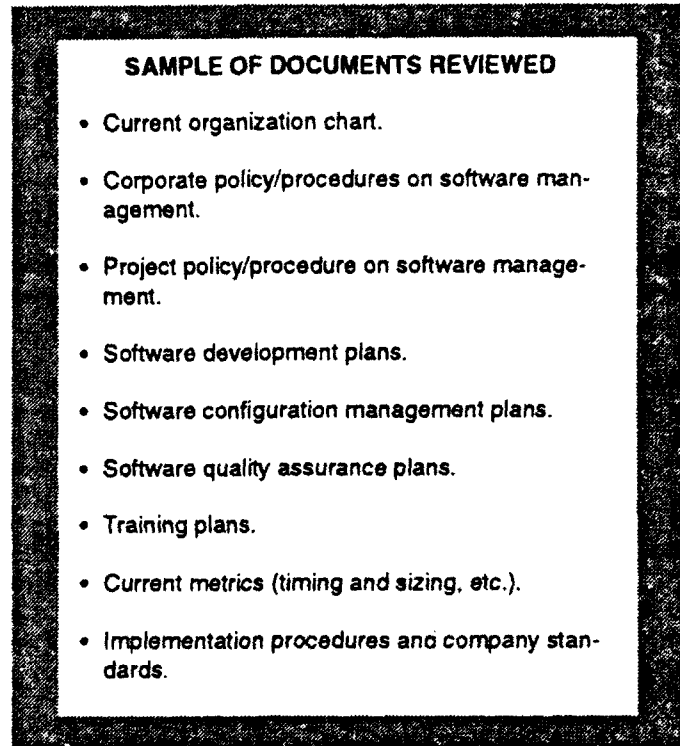 SAMPLE OF DOCUMENTS REVIEWED
• Current organization chart.
• Corporate policy/procedures on software man-
agement.
• Project policy/procedure on software manage-
ment.
• Software development plans.
• Software configuration management plans.
• Software quality assurance plans.
• Training plans.
• Current metrics (timing and sizing, etc.).
• Implementation procedures and company stan-
dards.